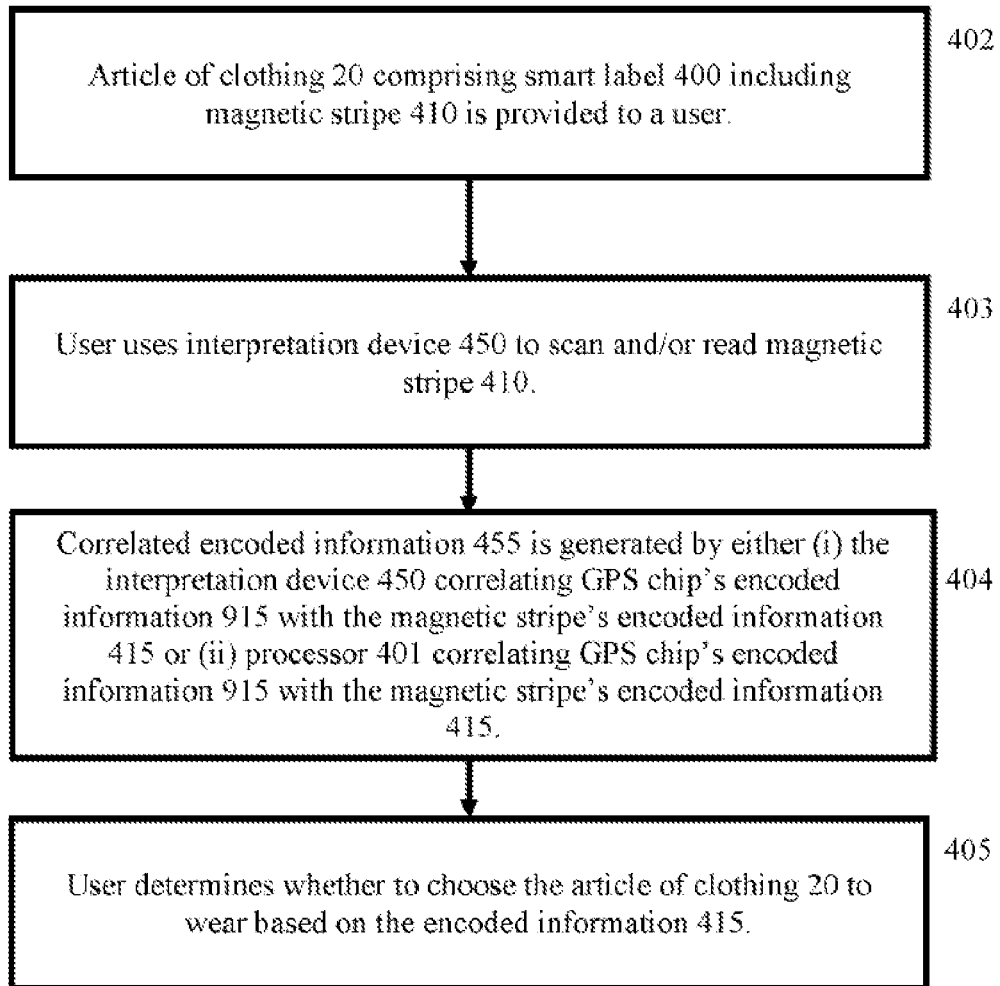 402
Article of clothing 20 comprising smart label 400 including
magnetic stripe 410 is provided to a user.
403
User uses interpretation device 450 to scan and/or read magnetic
stripe 410.
404
Correlated encoded information 455 is generated by either (i) the
interpretation device 450 correlating GPS chip's encoded
information 915 with the magnetic stripe's encoded information
415 or (ii) processor 401 correlating GPS chip's encoded
information 915 with the magnetic stripe's encoded information
415.
405
User determines whether to choose the article of clothing 20 to
wear based on the encoded information 415.